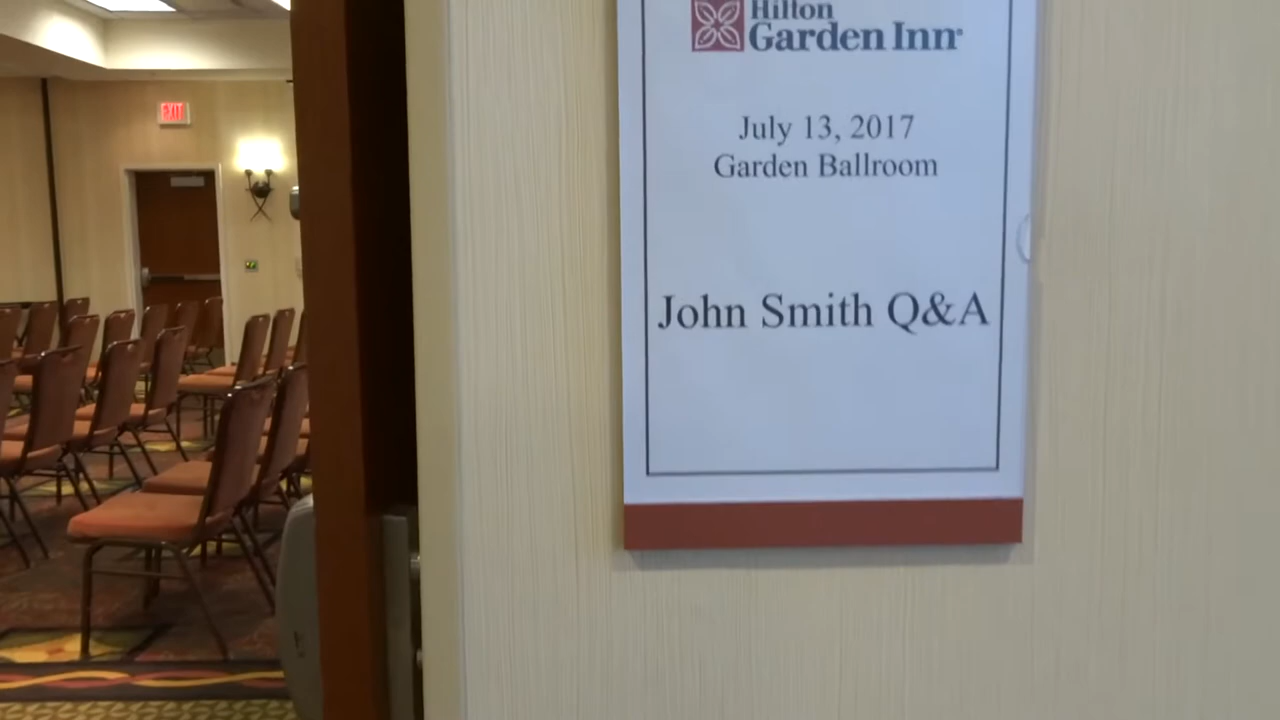 EXIT
Hilton
Garden Inn
July 13, 2017
Garden Ballroom
John Smith Q&A